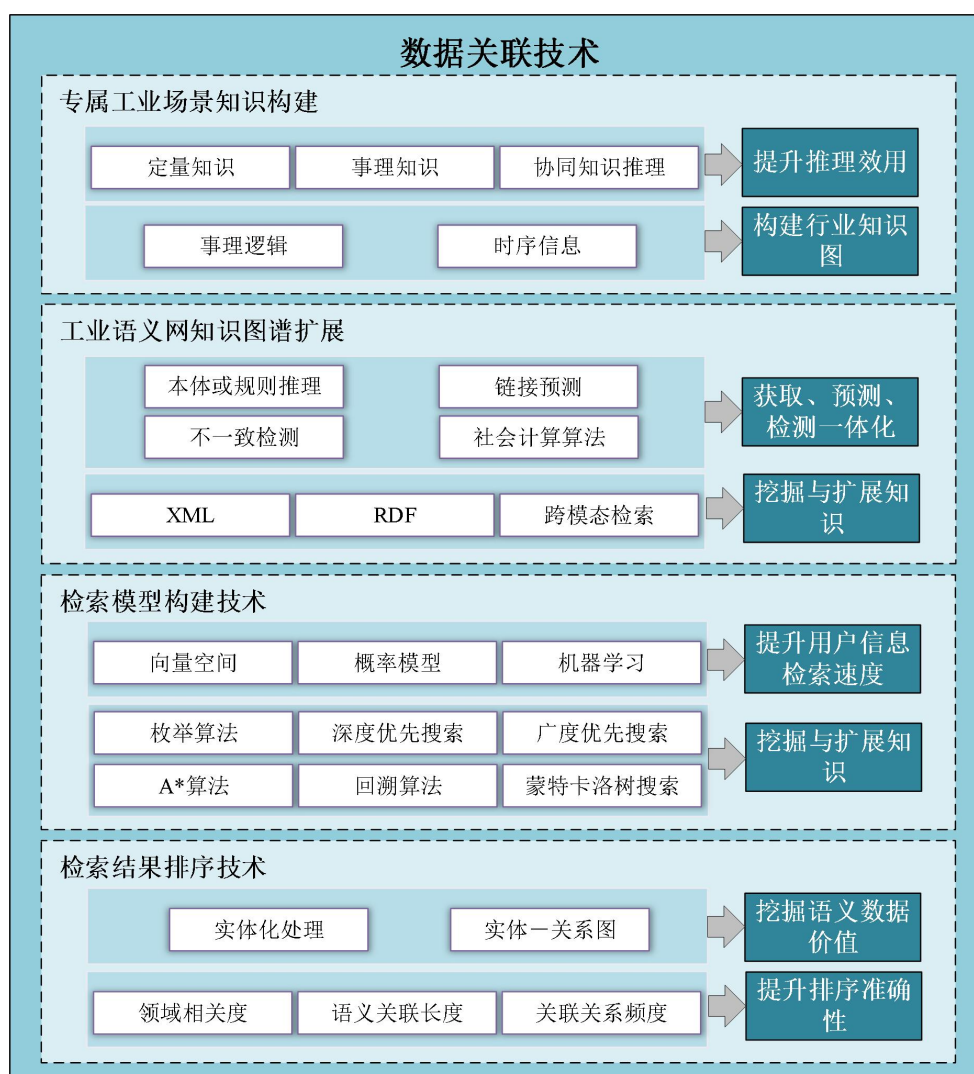 数据关联技术
专属工业场景知识构建
定量知识
事理知识
协同知识推理
提升推理效用
事理逻辑
时序信息
构建行业知识
图
工业语义网知识图谱扩展
本体或规则推理
链接预测
不一致检测
社会计算算法
获取、预测、
检测一体化
XML
RDF
跨模态检索
挖掘与扩展知
识
检索模型构建技术
向量空间
概率模型
机器学习
提升用户信息
检索速度
枚举算法
深度优先搜索
广度优先搜索
A*算法
回溯算法
蒙特卡洛树搜索
挖掘与扩展知
识
检索结果排序技术
实体化处理
实体－关系图
挖掘语义数据
价值
领域相关度
语义关联长度
关联关系频度
提升排序准确
性